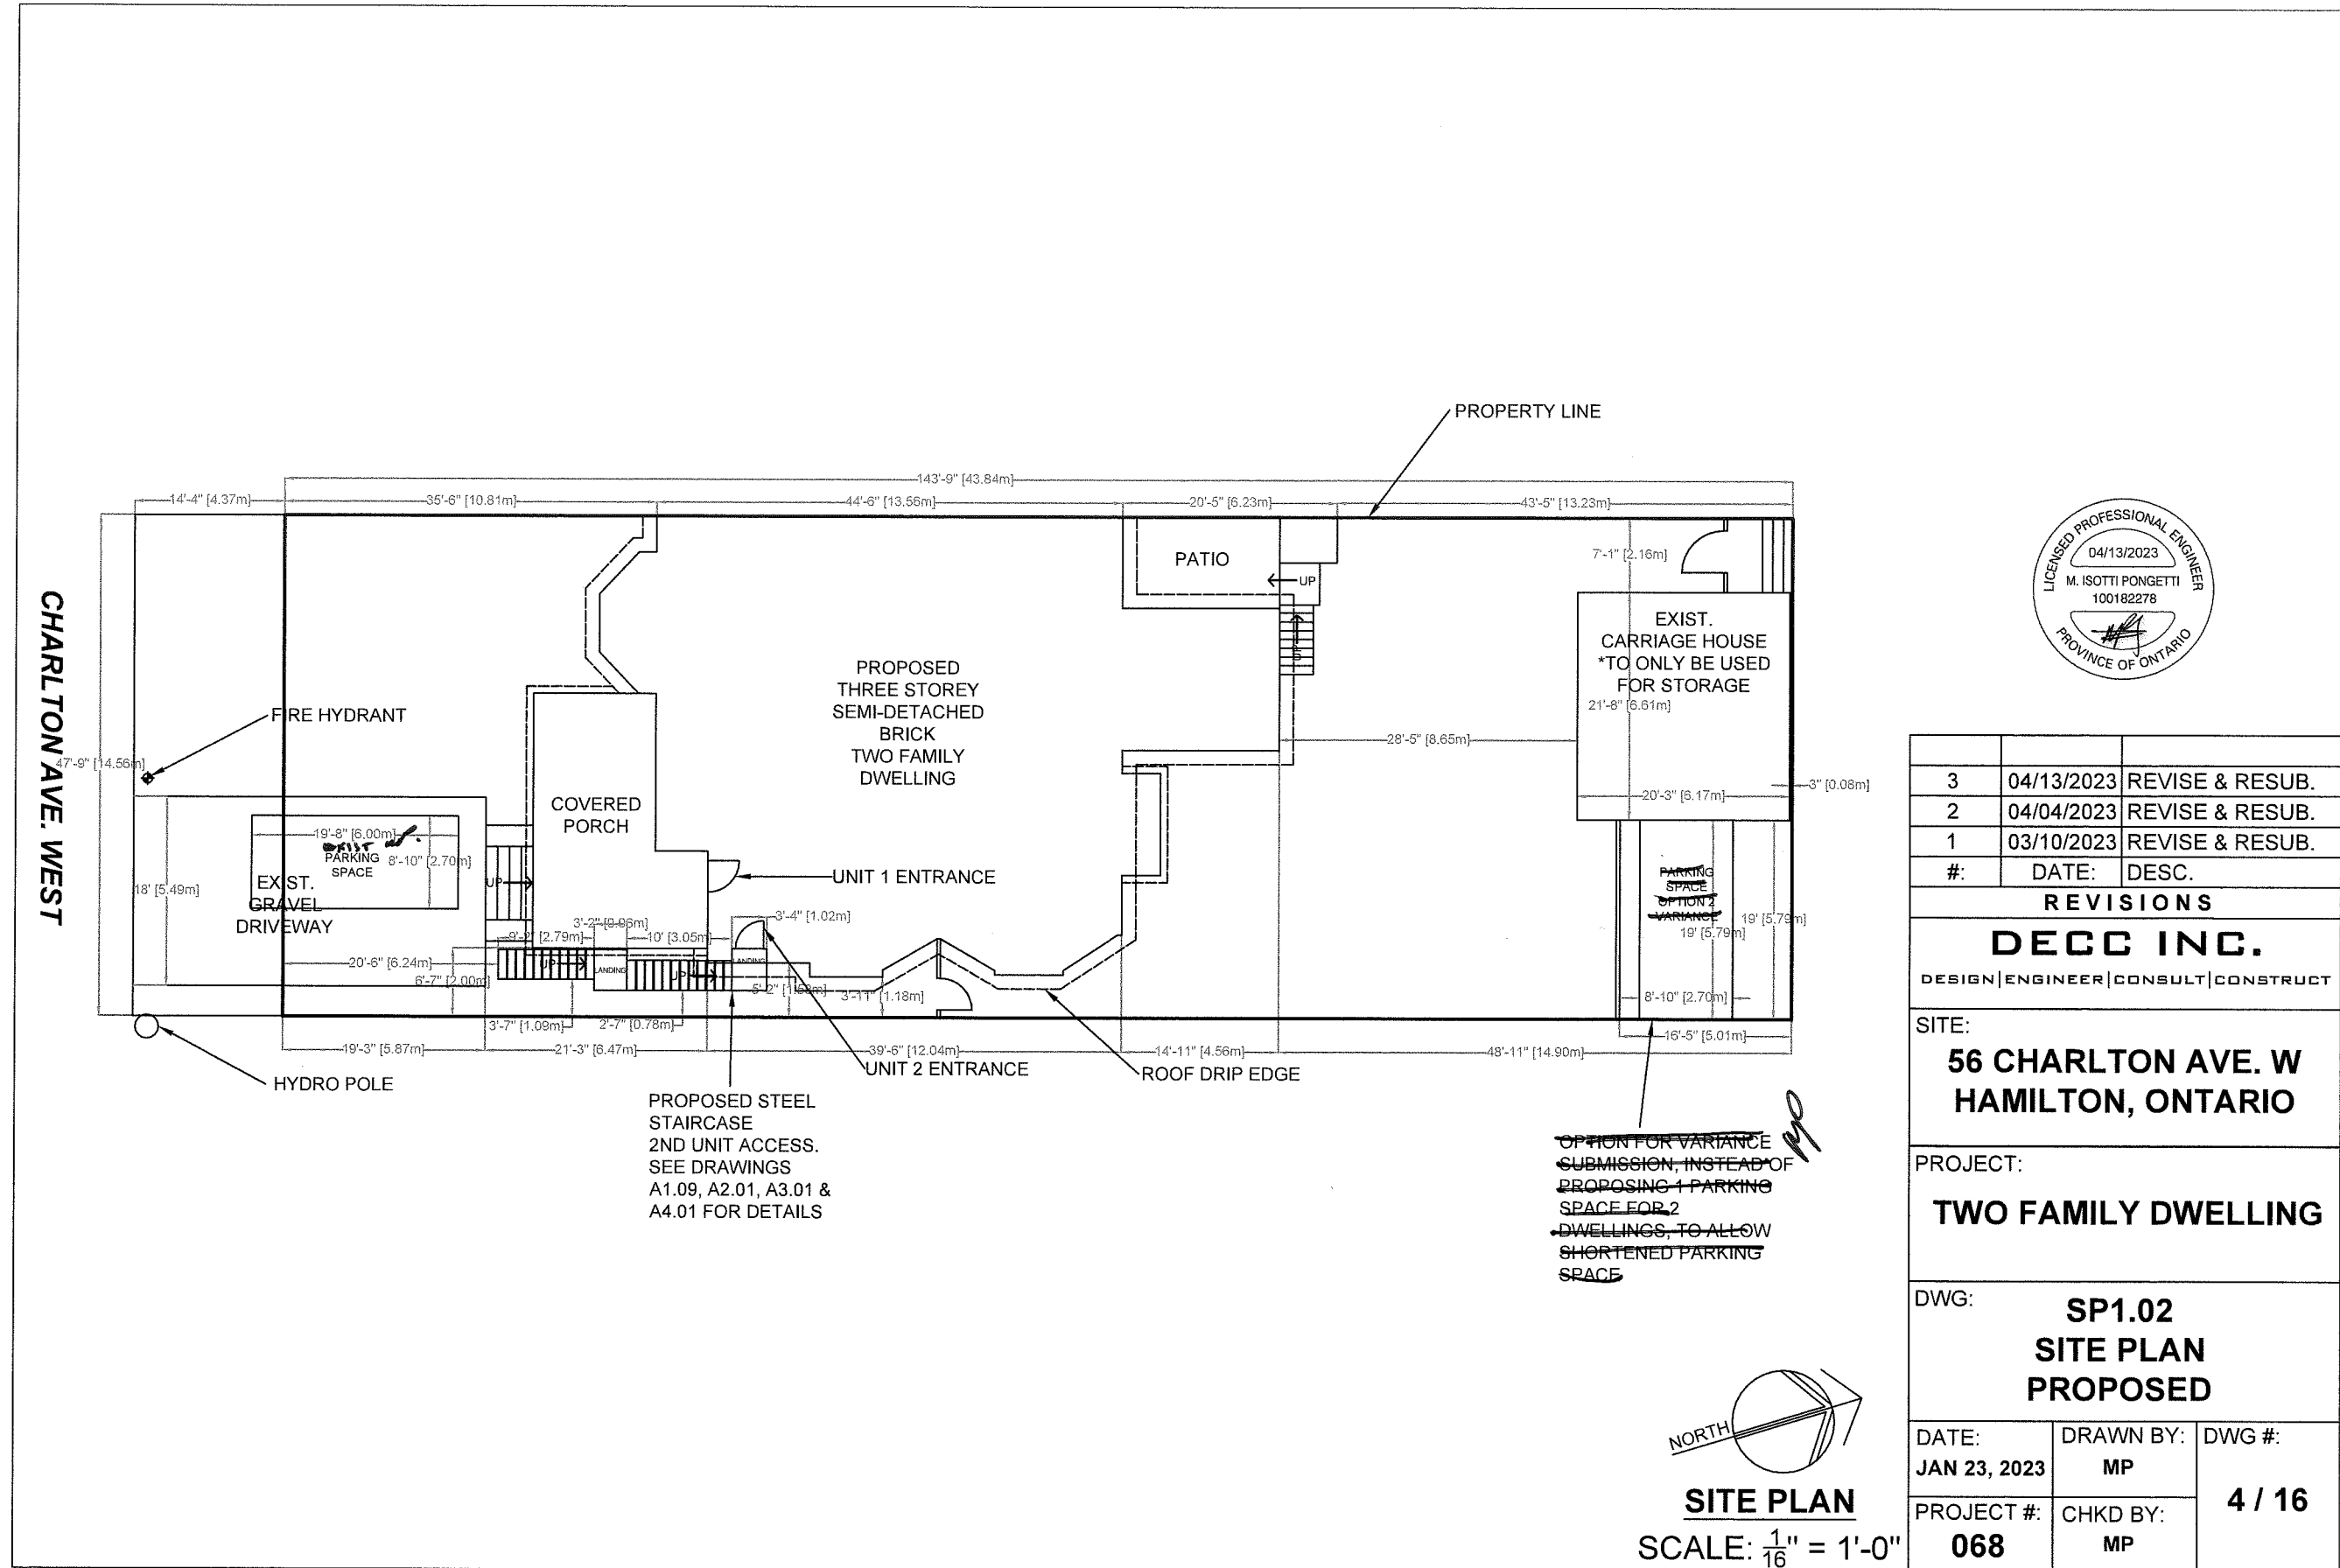 PROPERTY LINE
143'-9" [43.84m]
14'-4" [4.37m]
35'-6" [10.81m]
44'-6" [13.56m]
20'-5" [6.23m]
43'-5" [13.23m]
CHARLTON AVE. WEST
47'-9" [14.56m]
FIRE HYDRANT
PATIO
UP
UP
7'-1" [2.16m]
EXIST.
CARRIAGE HOUSE
*TO ONLY BE USED
FOR STORAGE
21'-8" [6.61m]
28'-5" [8.65m]
20'-3" [6.17m]
3" [0.08m]
PROPOSED
THREE STOREY
SEMI-DETACHED
BRICK
TWO FAMILY
DWELLING
COVERED
PORCH
19'-8" [6.00m]
EXIST
PARKING
SPACE
8'-10" [2.70m]
18' [5.49m]
EXIST.
GRAVEL
DRIVEWAY
UP
UNIT 1 ENTRANCE
3'-2" [0.96m]
3'-4" [1.02m]
9'-2" [2.79m]
10' [3.05m]
20'-6" [6.24m]
UP
LANDING
UP
LANDING
6'-7" [2.00m]
5'-2" [1.58m]
3'-11" [1.18m]
3'-7" [1.09m]
2'-7" [0.78m]
PARKING
SPACE
OPTION 2
VARIANCE
19' [5.79m]
19' [5.79m]
8'-10" [2.70m]
16'-5" [5.01m]
19'-3" [5.87m]
21'-3" [6.47m]
39'-6" [12.04m]
14'-11" [4.56m]
48'-11" [14.90m]
HYDRO POLE
UNIT 2 ENTRANCE
ROOF DRIP EDGE
PROPOSED STEEL
STAIRCASE
2ND UNIT ACCESS.
SEE DRAWINGS
A1.09, A2.01, A3.01 &
A4.01 FOR DETAILS
OPTION FOR VARIANCE
SUBMISSION, INSTEAD OF
PROPOSING 1 PARKING
SPACE FOR 2
DWELLINGS, TO ALLOW
SHORTENED PARKING
SPACE
NORTH
SITE PLAN
SCALE: 1/16" = 1'-0"
LICENSED PROFESSIONAL ENGINEER
04/13/2023
M. ISOTTI PONGETTI
100182278
PROVINCE OF ONTARIO
3 04/13/2023 REVISE & RESUB.
2 04/04/2023 REVISE & RESUB.
1 03/10/2023 REVISE & RESUB.
#: DATE: DESC.
REVISIONS
DECC INC.
DESIGN|ENGINEER|CONSULT|CONSTRUCT
SITE:
56 CHARLTON AVE. W
HAMILTON, ONTARIO
PROJECT:
TWO FAMILY DWELLING
DWG:
SP1.02
SITE PLAN
PROPOSED
DATE:
JAN 23, 2023
DRAWN BY:
MP
DWG #:
4 / 16
PROJECT #:
068
CHKD BY:
MP